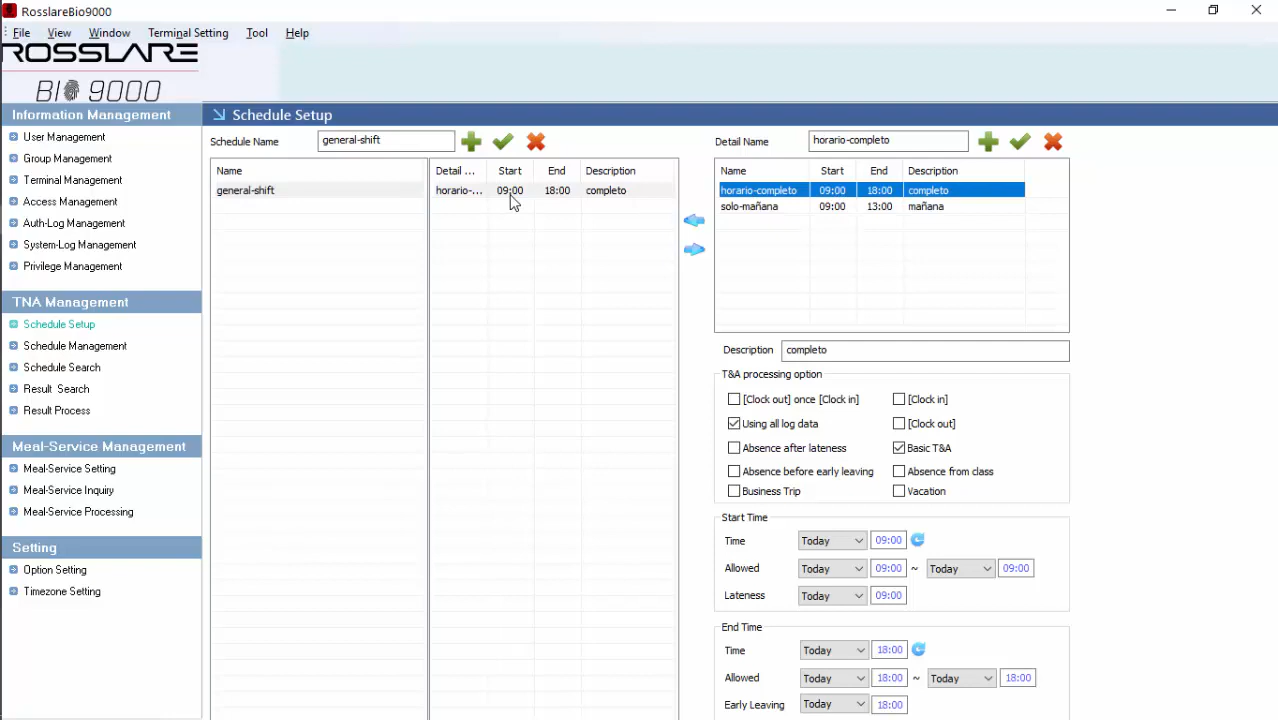 RosslareBio9000
File View Window Terminal Setting Tool Help
ROSSLARE
BIO 9000
Information Management
User Management
Group Management
Terminal Management
Access Management
Auth-Log Management
System-Log Management
Privilege Management
TNA Management
Schedule Setup
Schedule Management
Schedule Search
Result Search
Result Process
Meal-Service Management
Meal-Service Setting
Meal-Service Inquiry
Meal-Service Processing
Setting
Option Setting
Timezone Setting
Schedule Setup
Schedule Name general-shift
Name
general-shift
Detail ... Start End Description
horario-... 09:00 18:00 completo
Detail Name horario-completo
Name Start End Description
horario-completo 09:00 18:00 completo
solo-mañana 09:00 13:00 mañana
Description completo
T&A processing option
[Clock out] once [Clock in] [Clock in]
Using all log data [Clock out]
Absence after lateness Basic T&A
Absence before early leaving Absence from class
Business Trip Vacation
Start Time
Time Today 09:00
Allowed Today 09:00 ~ Today 09:00
Lateness Today 09:00
End Time
Time Today 18:00
Allowed Today 18:00 ~ Today 18:00
Early Leaving Today 18:00